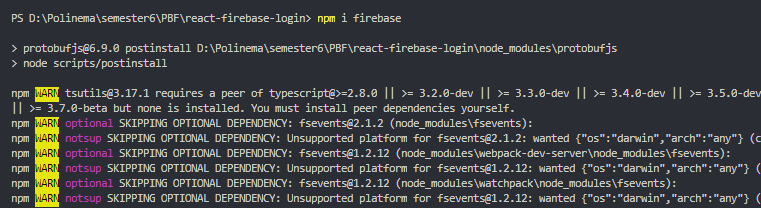 PS D:\Polinema\semester6\PBF\react-firebase-login> npm i firebase
> protobufjs@6.9.0 postinstall D:\Polinema\semester6\PBF\react-firebase-login\node_modules\protobufjs
> node scripts/postinstall
npm WARN tsutils@3.17.1 requires a peer of typescript@>=2.8.0 || >= 3.2.0-dev || >= 3.3.0-dev || >= 3.4.0-dev || >= 3.5.0-dev
|| >= 3.7.0-beta but none is installed. You must install peer dependencies yourself.
npm WARN optional SKIPPING OPTIONAL DEPENDENCY: fsevents@2.1.2 (node_modules\fsevents):
npm WARN notsup SKIPPING OPTIONAL DEPENDENCY: Unsupported platform for fsevents@2.1.2: wanted {"os":"darwin","arch":"any"} (c
npm WARN optional SKIPPING OPTIONAL DEPENDENCY: fsevents@1.2.12 (node_modules\webpack-dev-server\node_modules\fsevents):
npm WARN notsup SKIPPING OPTIONAL DEPENDENCY: Unsupported platform for fsevents@1.2.12: wanted {"os":"darwin","arch":"any"} (
npm WARN optional SKIPPING OPTIONAL DEPENDENCY: fsevents@1.2.12 (node_modules\watchpack\node_modules\fsevents):
npm WARN notsup SKIPPING OPTIONAL DEPENDENCY: Unsupported platform for fsevents@1.2.12: wanted {"os":"darwin","arch":"any"} (